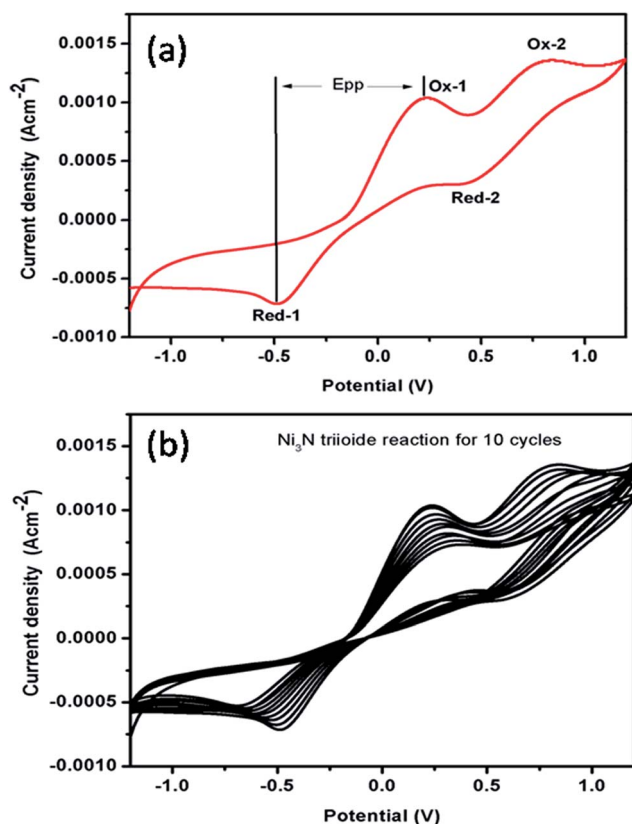 (a)
Ox-2
Epp
Ox-1
Red-2
Red-1
Current density (Acm⁻²)
0.0015
0.0010
0.0005
0.0000
-0.0005
-0.0010
-1.0 -0.5 0.0 0.5 1.0
Potential (V)
(b)
Ni₃N triioide reaction for 10 cycles
Current density (Acm⁻²)
0.0015
0.0010
0.0005
0.0000
-0.0005
-0.0010
-1.0 -0.5 0.0 0.5 1.0
Potential (V)